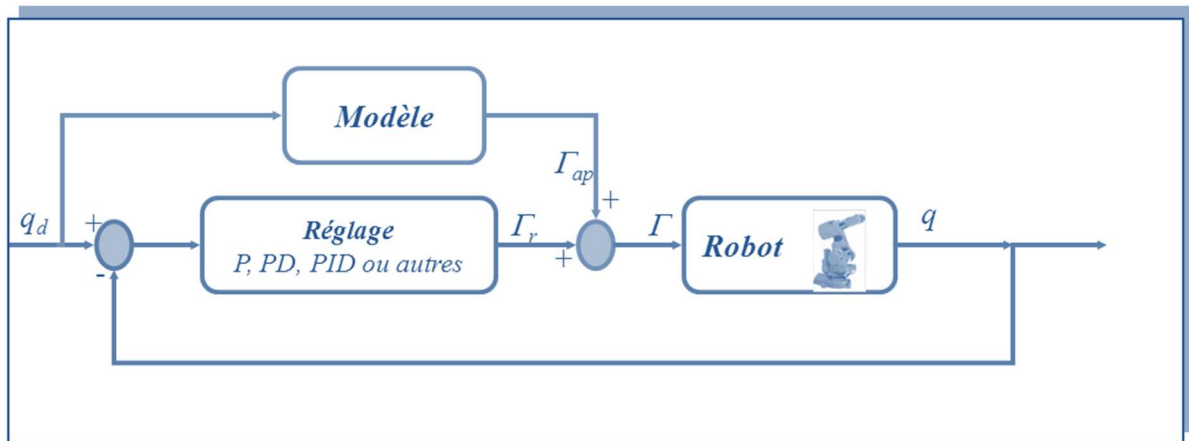 Modèle
Γap
+
qd
+
Réglage
P, PD, PID ou autres
Γr
+
Γ
Robot
q
-